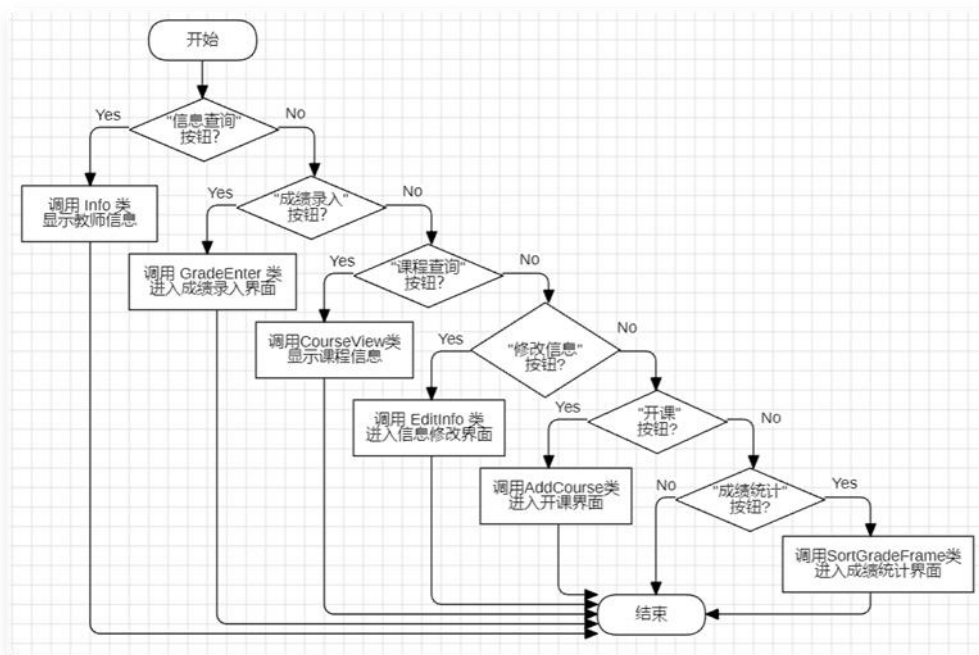 开始
Yes
"信息查询"
按钮?
No
调用 Info 类
显示教师信息
Yes
"成绩录入"
按钮?
No
调用 GradeEnter 类
进入成绩录入界面
Yes
"课程查询"
按钮?
No
调用CourseView类
显示课程信息
Yes
"修改信息"
按钮?
No
调用 EditInfo 类
进入信息修改界面
Yes
"开课"
按钮?
No
调用AddCourse类
进入开课界面
No
"成绩统计"
按钮?
Yes
调用SortGradeFrame类
进入成绩统计界面
结束